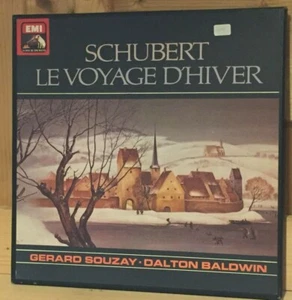 EMI
SCHUBERT
LE VOYAGE D'HIVER
GERARD SOUZAY · DALTON BALDWIN